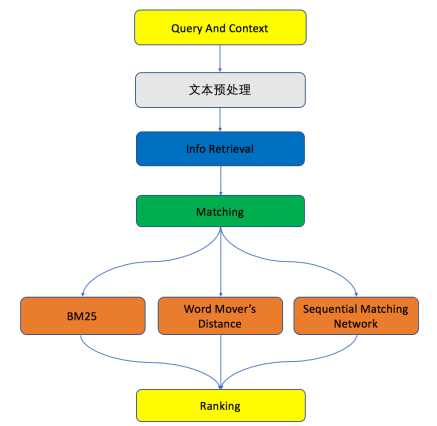 Query And Context
文本预处理
Info Retrieval
Matching
BM25
Word Mover's
Distance
Sequential Matching
Network
Ranking